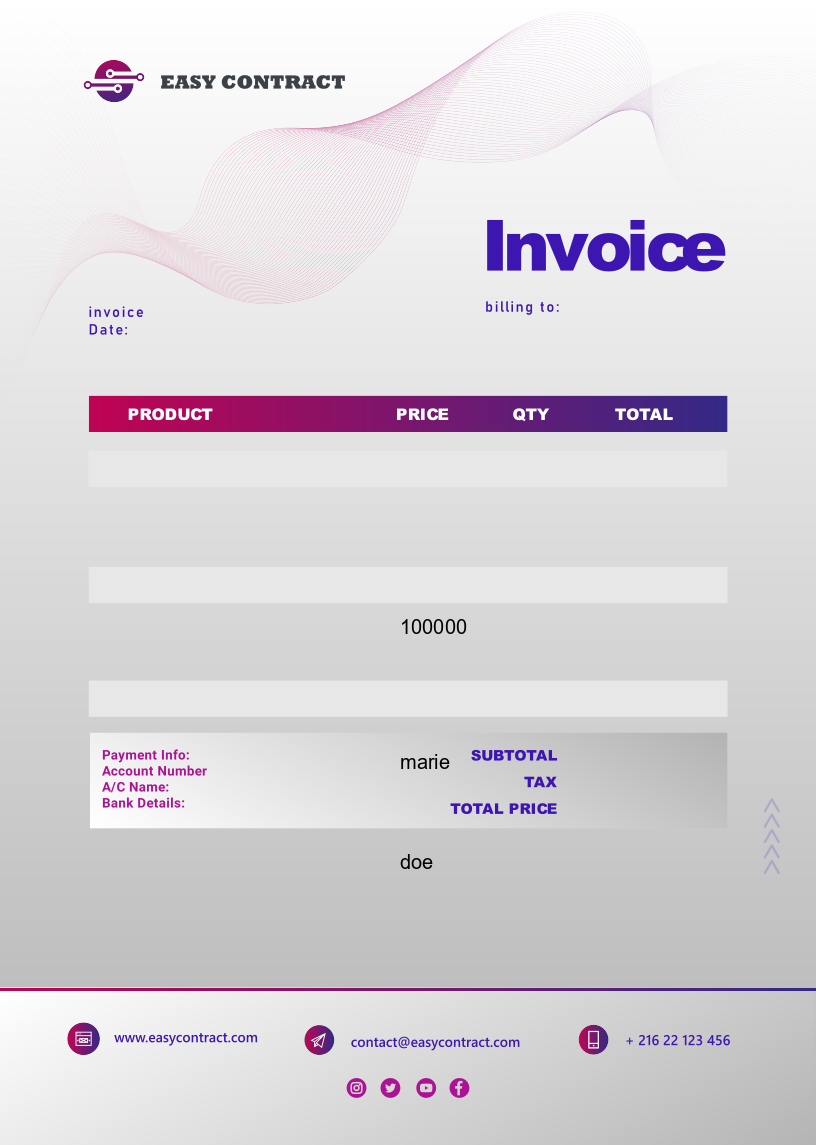 EASY CONTRACT
Invoice
invoice
Date:
billing to:
PRODUCT PRICE QTY TOTAL
100000
Payment Info:
Account Number
A/C Name:
Bank Details:
marie
SUBTOTAL
TAX
TOTAL PRICE
doe
www.easycontract.com
contact@easycontract.com
+ 216 22 123 456